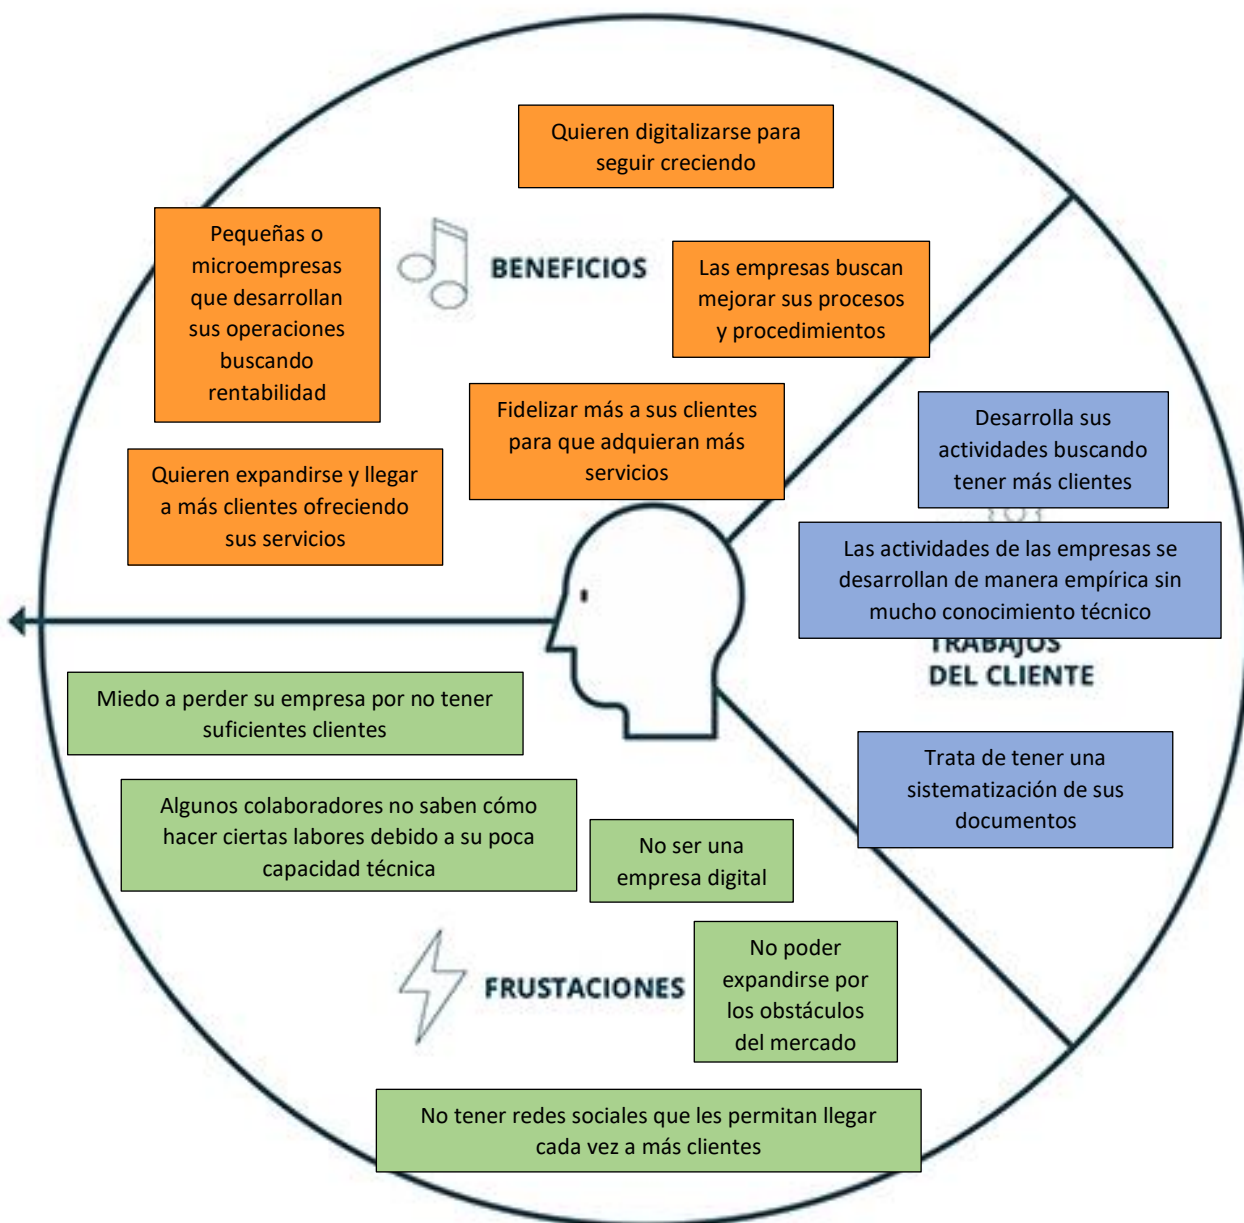 Quieren digitalizarse para
seguir creciendo
Pequeñas o
microempresas
que desarrollan
sus operaciones
buscando
rentabilidad
BENEFICIOS
Las empresas buscan
mejorar sus procesos
y procedimientos
Fidelizar más a sus clientes
para que adquieran más
servicios
Quieren expandirse y llegar
a más clientes ofreciendo
sus servicios
Desarrolla sus
actividades buscando
tener más clientes
Las actividades de las empresas se
desarrollan de manera empírica sin
mucho conocimiento técnico
TRABAJOS
DEL CLIENTE
Trata de tener una
sistematización de sus
documentos
Miedo a perder su empresa por no tener
suficientes clientes
Algunos colaboradores no saben cómo
hacer ciertas labores debido a su poca
capacidad técnica
No ser una
empresa digital
FRUSTACIONES
No poder
expandirse por
los obstáculos
del mercado
No tener redes sociales que les permitan llegar
cada vez a más clientes